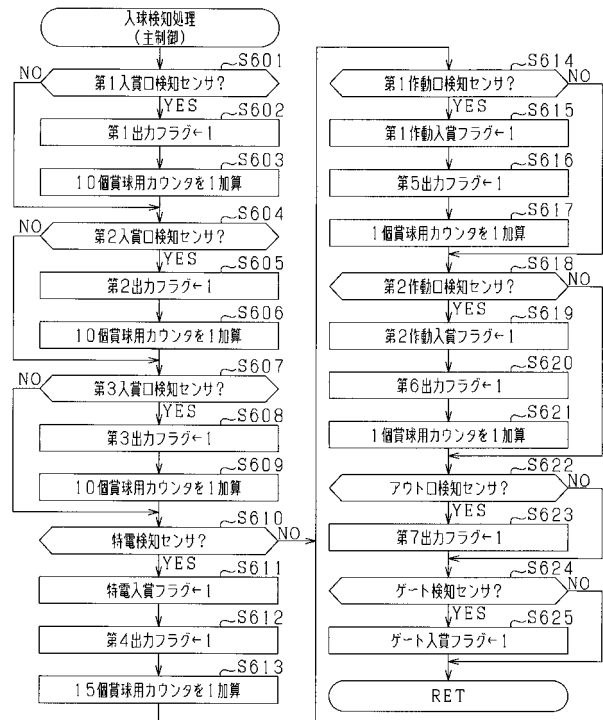 入球検知処理
(主制御)
S601
第1入賞口検知センサ?
NO
YES
S602
第1出力フラグ←1
S603
10個賞球用カウンタを1加算
S604
NO
第2入賞口検知センサ?
YES
S605
第2出力フラグ←1
S606
10個賞球用カウンタを1加算
S607
NO
第3入賞口検知センサ?
YES
S608
第3出力フラグ←1
S609
10個賞球用カウンタを1加算
S610
特電検知センサ?
NO
YES
S611
特電入賞フラグ←1
S612
第4出力フラグ←1
S613
15個賞球用カウンタを1加算
S614
第1作動口検知センサ?
NO
YES
S615
第1作動入賞フラグ←1
S616
第5出力フラグ←1
S617
1個賞球用カウンタを1加算
S618
第2作動口検知センサ?
NO
YES
S619
第2作動入賞フラグ←1
S620
第6出力フラグ←1
S621
1個賞球用カウンタを1加算
S622
アウト口検知センサ?
NO
YES
S623
第7出力フラグ←1
S624
ゲート検知センサ?
NO
YES
S625
ゲート入賞フラグ←1
RET